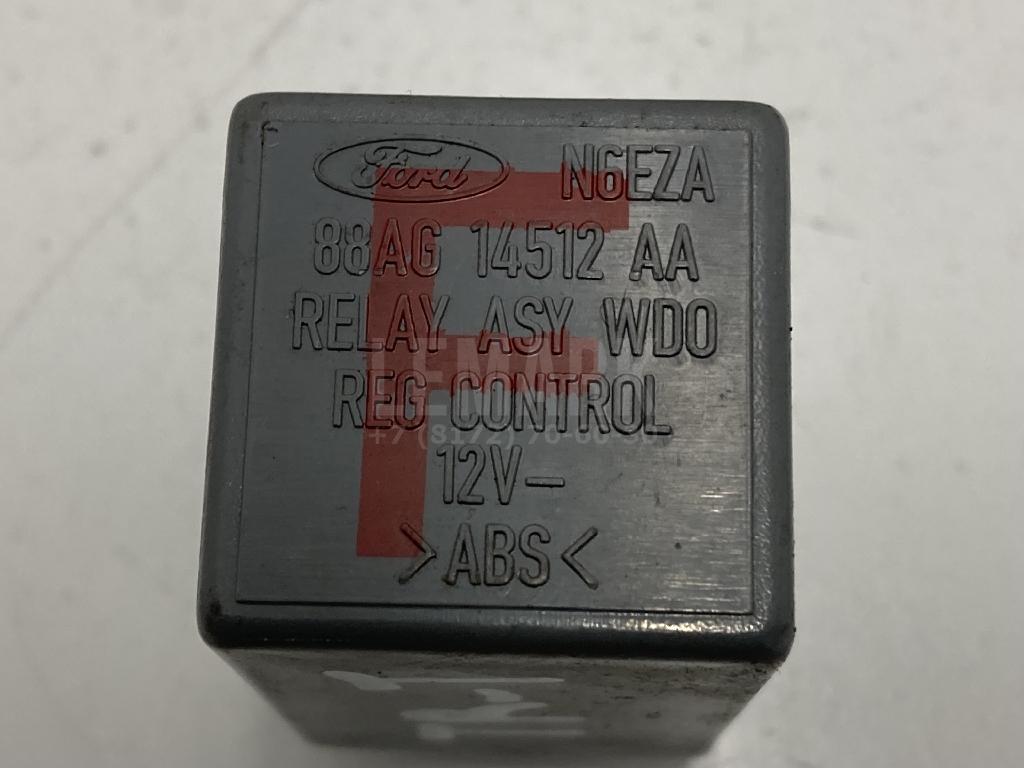 Ford N6EZA
88AG 14512 AA
RELAY ASY WDO
REG CONTROL
12V-
>ABS<